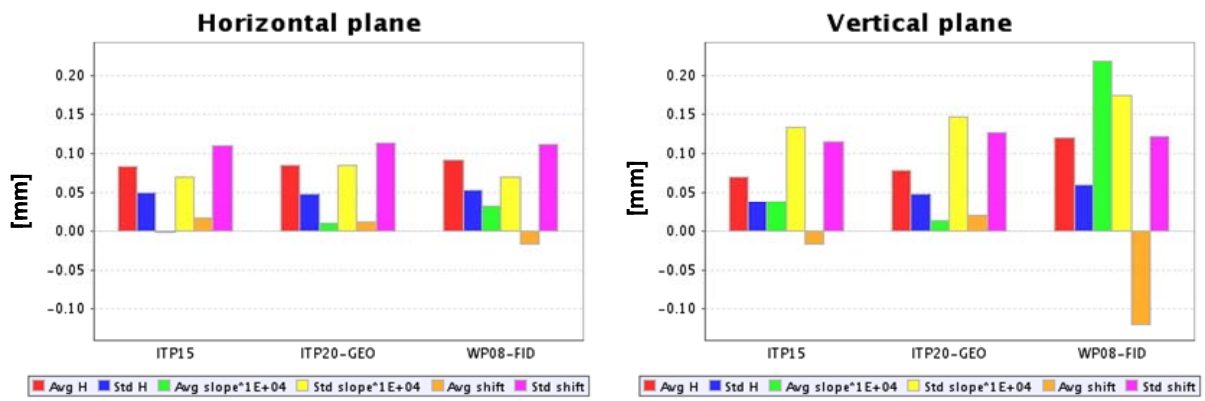 Horizontal plane
[mm]
0.20
0.15
0.10
0.05
0.00
−0.05
−0.10
ITP15 ITP20-GEO WP08-FID
Avg H Std H Avg slope*1E+04 Std slope*1E+04 Avg shift Std shift
Vertical plane
[mm]
0.20
0.15
0.10
0.05
0.00
−0.05
−0.10
ITP15 ITP20-GEO WP08-FID
Avg H Std H Avg slope*1E+04 Std slope*1E+04 Avg shift Std shift